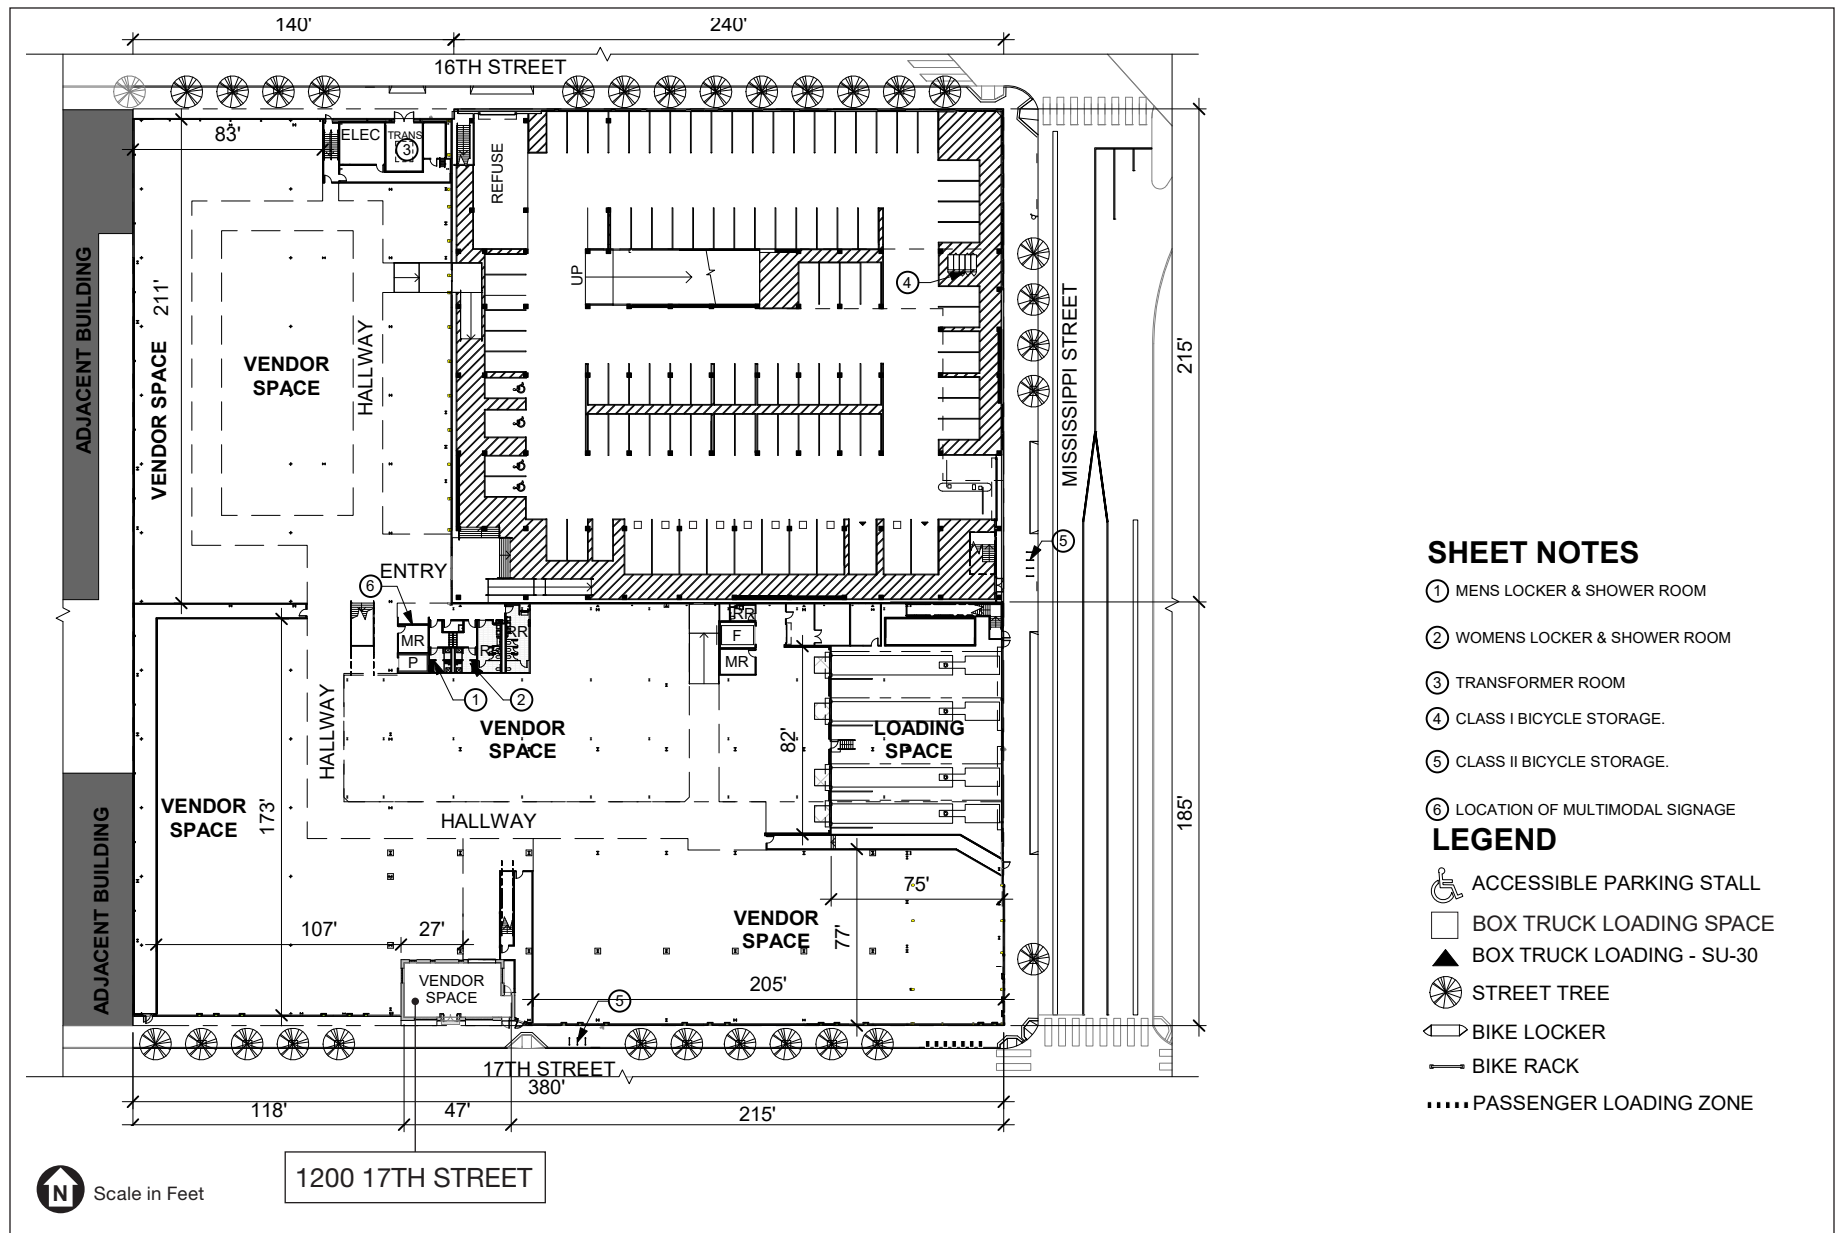 140'
240'
16TH STREET
83'
ELEC
TRANS
3
REFUSE
ADJACENT BUILDING
VENDOR SPACE
211'
VENDOR
SPACE
HALLWAY
UP
4
MISSISSIPPI STREET
215'
5
6
ENTRY
MR
P
RR
RR
RR
F
MR
1
2
HALLWAY
VENDOR
SPACE
82'
LOADING
SPACE
VENDOR
SPACE
173'
HALLWAY
185'
ADJACENT BUILDING
75'
107'
27'
VENDOR
SPACE
77'
VENDOR
SPACE
205'
5
17TH STREET
380'
118'
47'
215'
1200 17TH STREET
N
Scale in Feet
SHEET NOTES
1 MENS LOCKER & SHOWER ROOM
2 WOMENS LOCKER & SHOWER ROOM
3 TRANSFORMER ROOM
4 CLASS I BICYCLE STORAGE.
5 CLASS II BICYCLE STORAGE.
6 LOCATION OF MULTIMODAL SIGNAGE
LEGEND
ACCESSIBLE PARKING STALL
BOX TRUCK LOADING SPACE
BOX TRUCK LOADING - SU-30
STREET TREE
BIKE LOCKER
BIKE RACK
PASSENGER LOADING ZONE